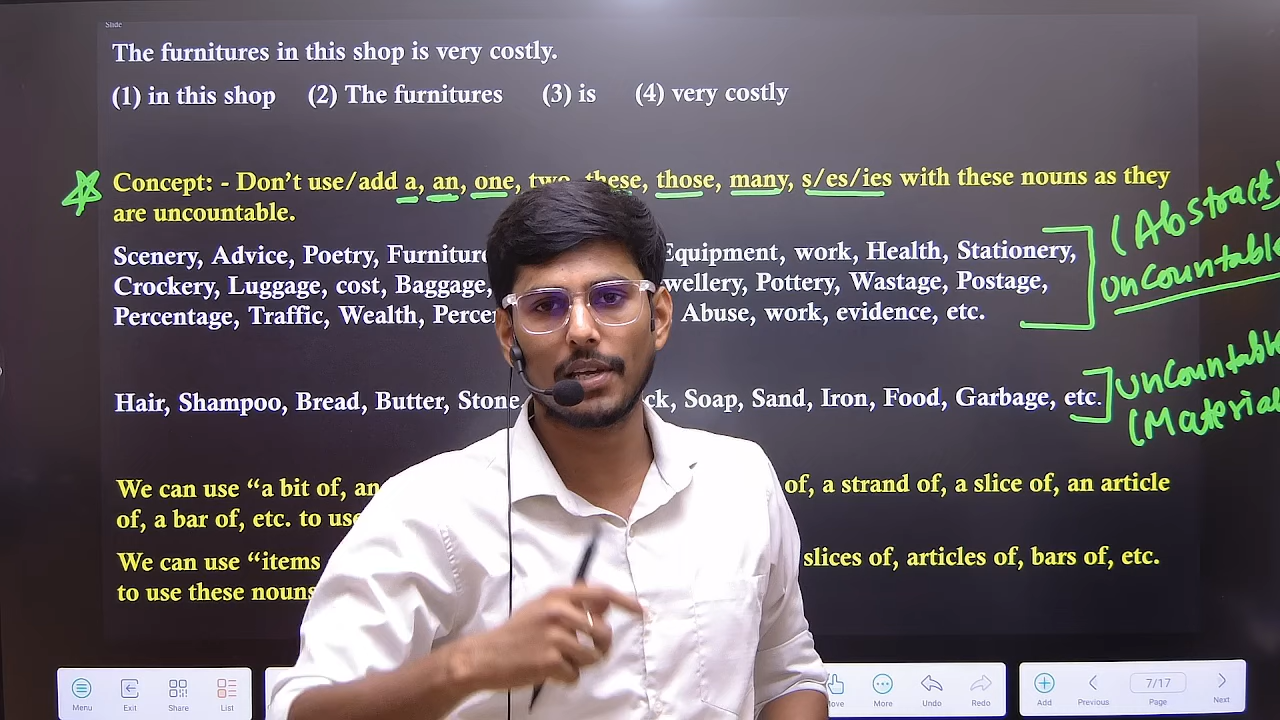 Slide
The furnitures in this shop is very costly.
(1) in this shop (2) The furnitures (3) is (4) very costly
Concept: - Don't use/add a, an, one, two, these, those, many, s/es/ies with these nouns as they
are uncountable.
Scenery, Advice, Poetry, Equipment, work, Health, Stationery,
Crockery, Luggage, cost, Baggage, Pottery, Wastage, Postage,
Percentage, Traffic, Wealth, Abuse, work, evidence, etc.
(Abstract)
Uncountable
Hair, Shampoo, Bread, Butter, Stone, Soap, Sand, Iron, Food, Garbage, etc.
Uncountable
(Material
We can use “a bit of, of, a strand of, a slice of, an article
of, a bar of, etc. to use
We can use “items slices of, articles of, bars of, etc.
to use these nouns
Menu Exit Share List Undo Redo Add Previous 7/17 Page Next